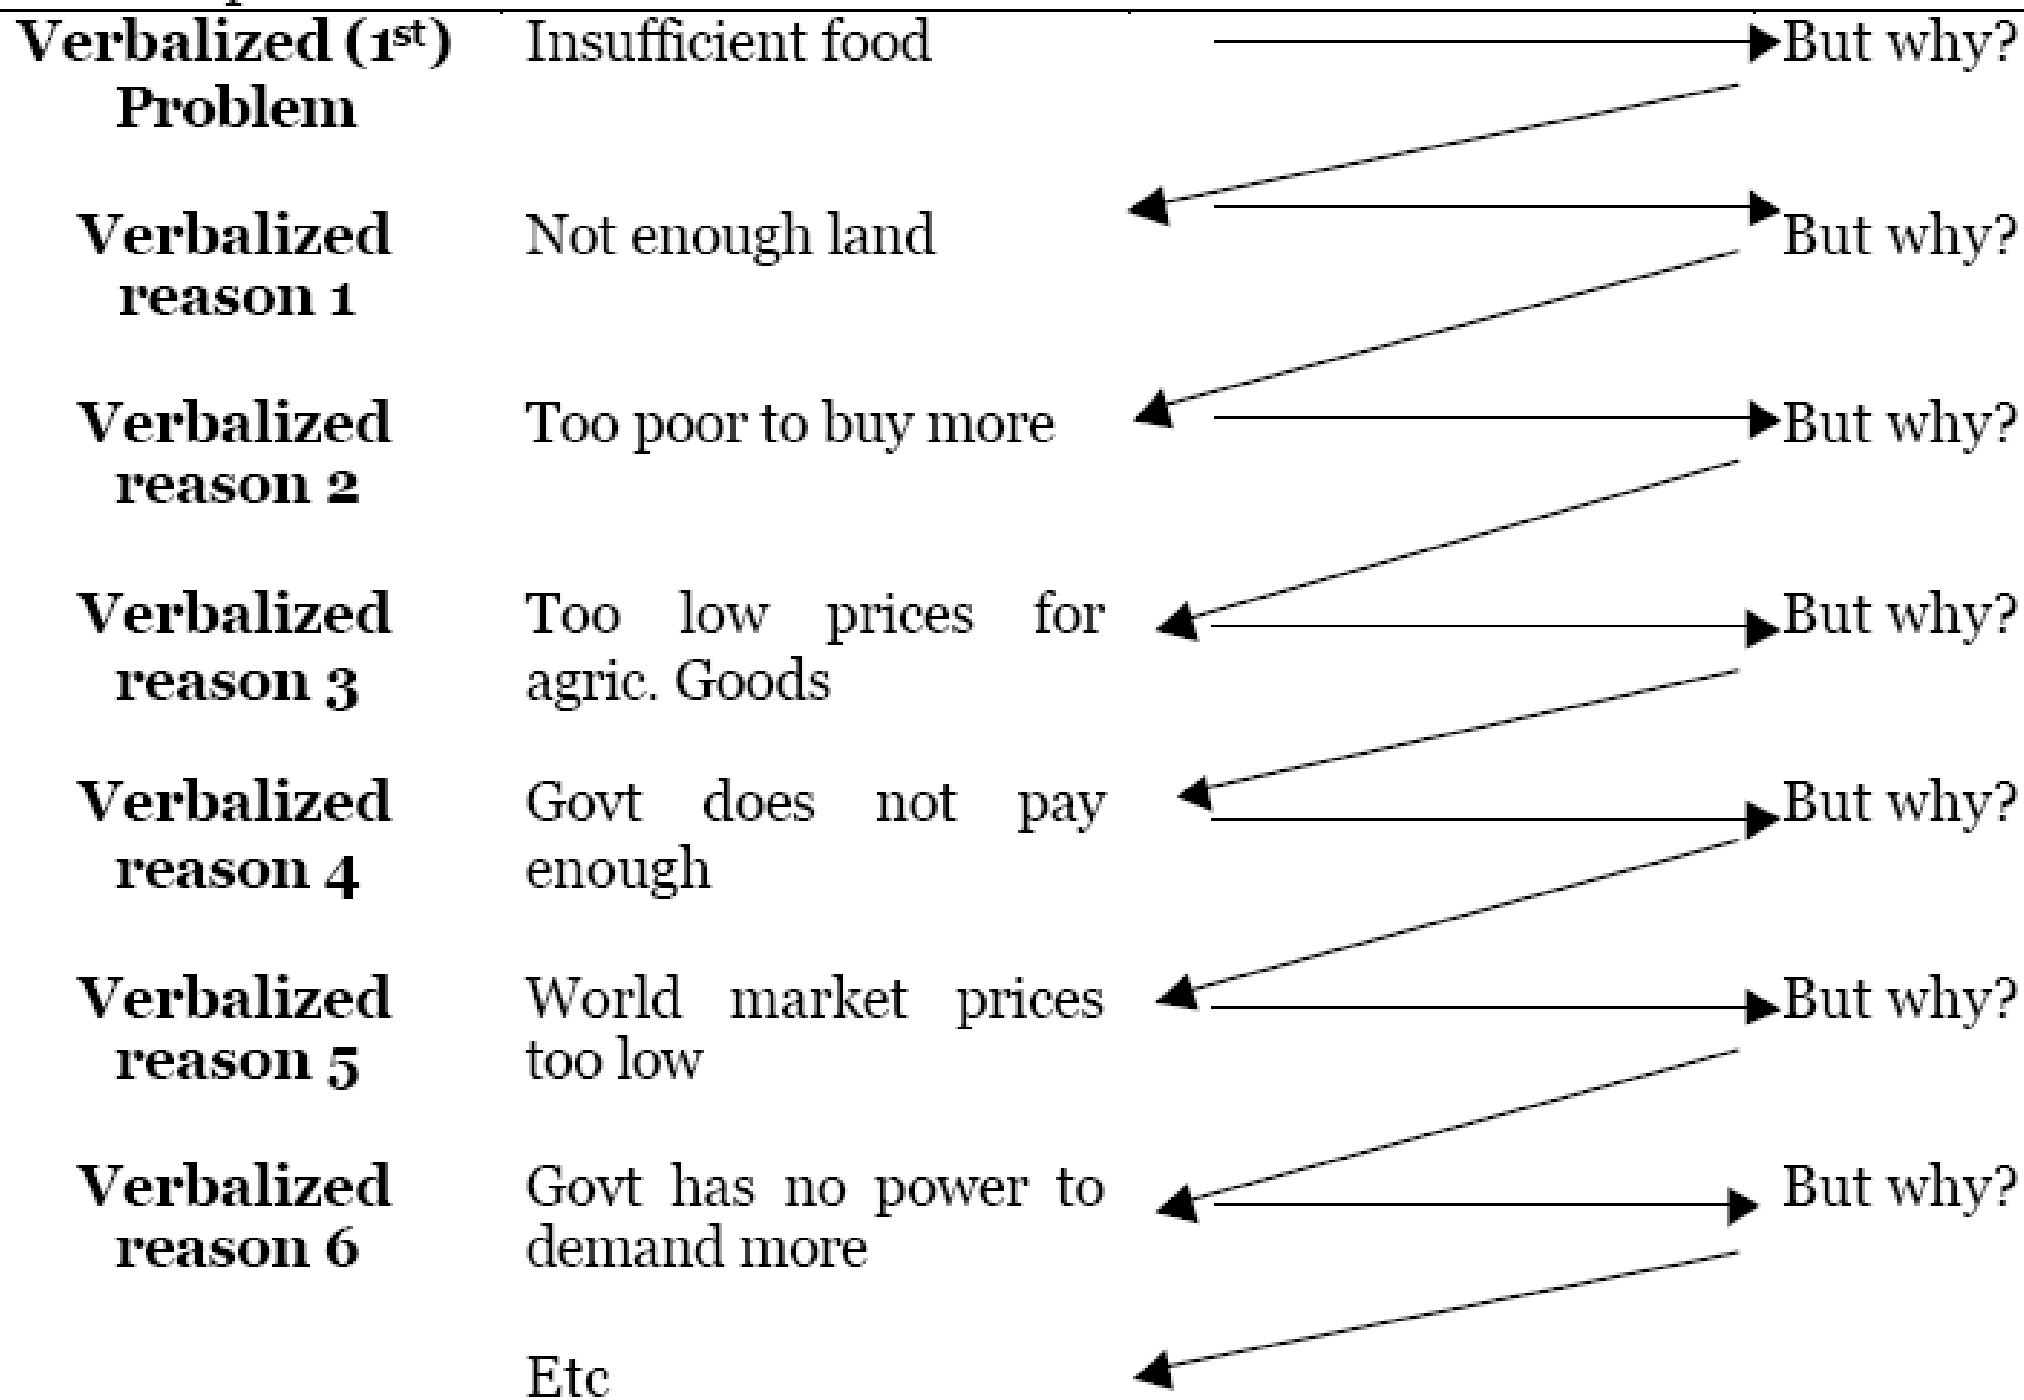 Verbalized (1st) Insufficient food But why?
Problem
Verbalized Not enough land But why?
reason 1
Verbalized Too poor to buy more But why?
reason 2
Verbalized Too low prices for But why?
reason 3 agric. Goods
Verbalized Govt does not pay But why?
reason 4 enough
Verbalized World market prices But why?
reason 5 too low
Verbalized Govt has no power to But why?
reason 6 demand more
Etc